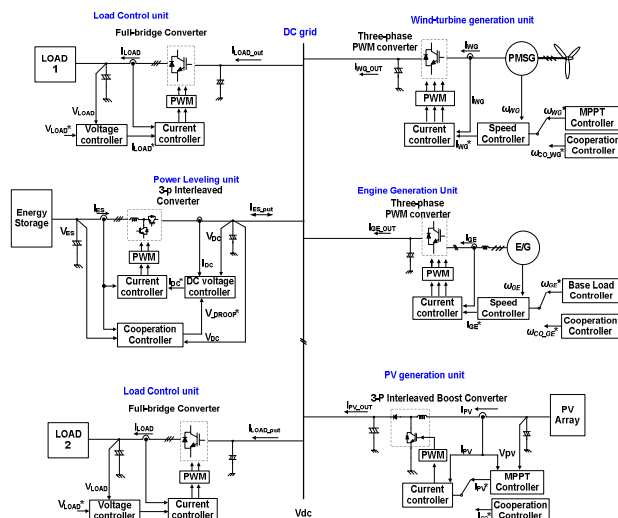 Load Control unit
Full-bridge Converter
LOAD
1
I_LOAD
I_LOAD_out
PWM
V_LOAD
V_LOAD*
Voltage
controller
I_LOAD*
Current
controller
DC grid
Wind-turbine generation unit
Three-phase
PWM converter
I_WG_OUT
I_WG
PMSG
PWM
I_WG
ω_WG
ω_WG*
Current
controller
I_WG*
Speed
Controller
MPPT
Controller
Cooperation
Controller
ω_CO_WG*
Power Leveling unit
3-p Interleaved
Converter
Energy
Storage
I_ES
I_ES_out
V_ES
V_DC
I_DC
PWM
Current
controller
I_DC*
DC voltage
controller
V_DROOP*
Cooperation
Controller
V_DC
Engine Generation Unit
Three-phase
PWM converter
I_GE_OUT
I_GE
E/G
PWM
ω_GE
ω_GE*
Current
controller
I_GE*
Speed
Controller
Base Load
Controller
Cooperation
Controller
ω_CO_GE*
Load Control unit
Full-bridge Converter
LOAD
2
I_LOAD
I_LOAD_out
PWM
V_LOAD
V_LOAD*
Voltage
controller
Current
controller
PV generation unit
3-P Interleaved Boost Converter
I_PV_OUT
I_PV
PV
Array
I_PV
Vpv
PWM
Current
controller
I_PV*
MPPT
Controller
Cooperation
Controller
Vdc